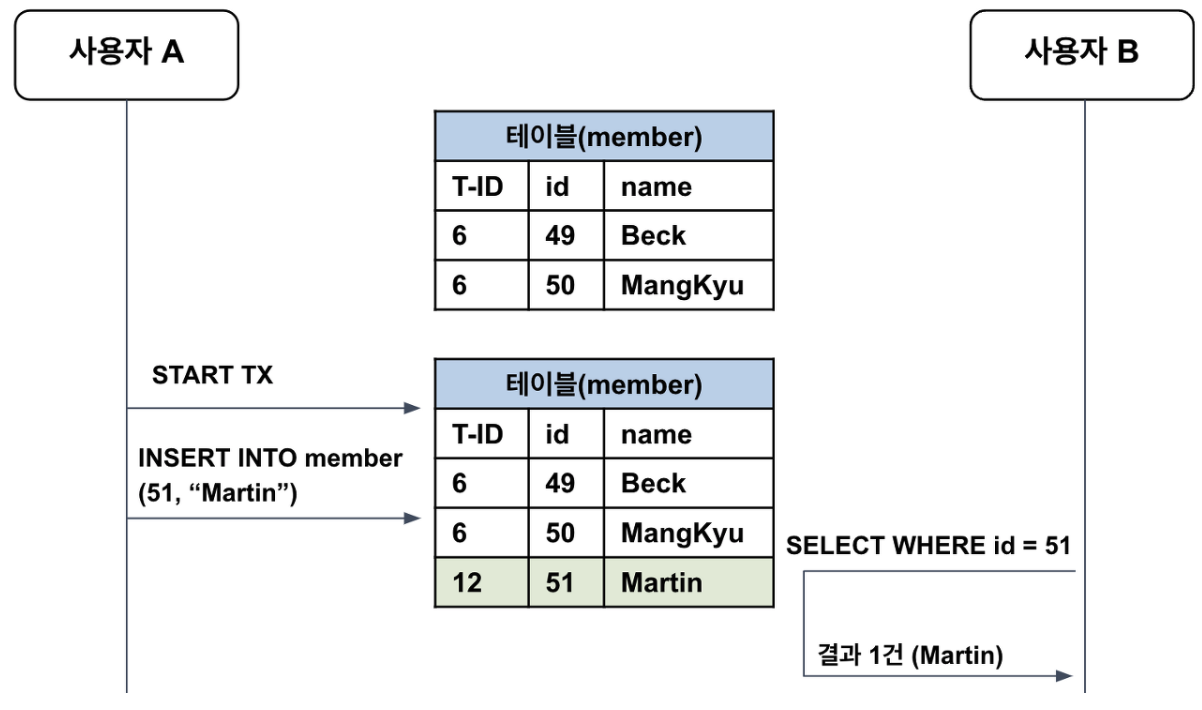 사용자 A
사용자 B
테이블(member)
T-ID id name
6 49 Beck
6 50 MangKyu
START TX
테이블(member)
T-ID id name
INSERT INTO member
(51, “Martin”)
6 49 Beck
6 50 MangKyu
12 51 Martin
SELECT WHERE id = 51
결과 1건 (Martin)